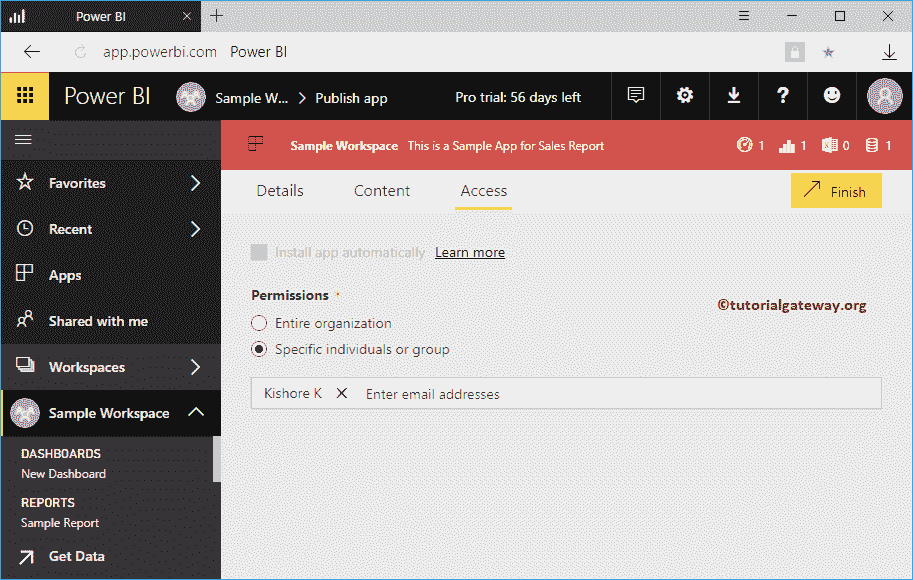 Power BI
app.powerbi.com Power BI
Power BI Sample W... Publish app Pro trial: 56 days left ?
Sample Workspace This is a Sample App for Sales Report 1 1 0 1
Favorites
Recent
Apps
Shared with me
Workspaces
Sample Workspace
DASHBOARDS
New Dashboard
REPORTS
Sample Report
Get Data
Details Content Access Finish
Install app automatically Learn more
Permissions
©tutorialgateway.org
Entire organization
Specific individuals or group
Kishore K Enter email addresses